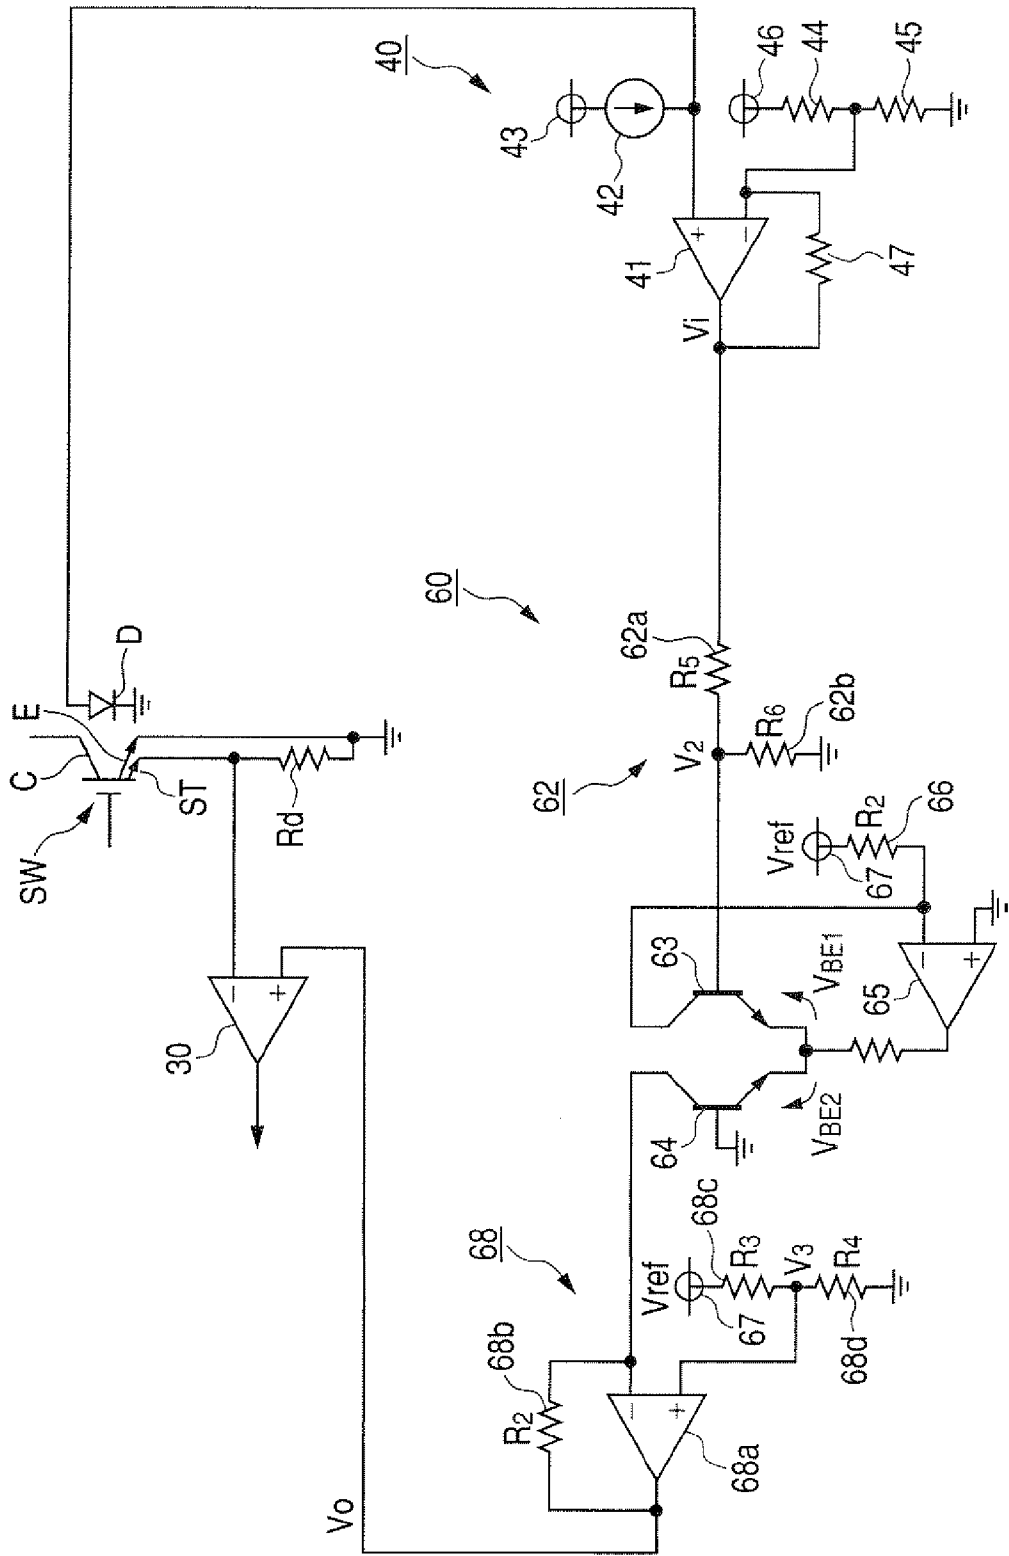 40
46
44
45
43
42
41
47
Vi
60
62a
R5
D
E
C
ST
SW
Rd
62
V2
R6
62b
Vref
R2
66
67
63
VBE1
65
30
64
VBE2
68
68c
Vref
R3
V3
R4
67
68d
68b
R2
68a
Vo
+
−
−
+
−
+
−
+